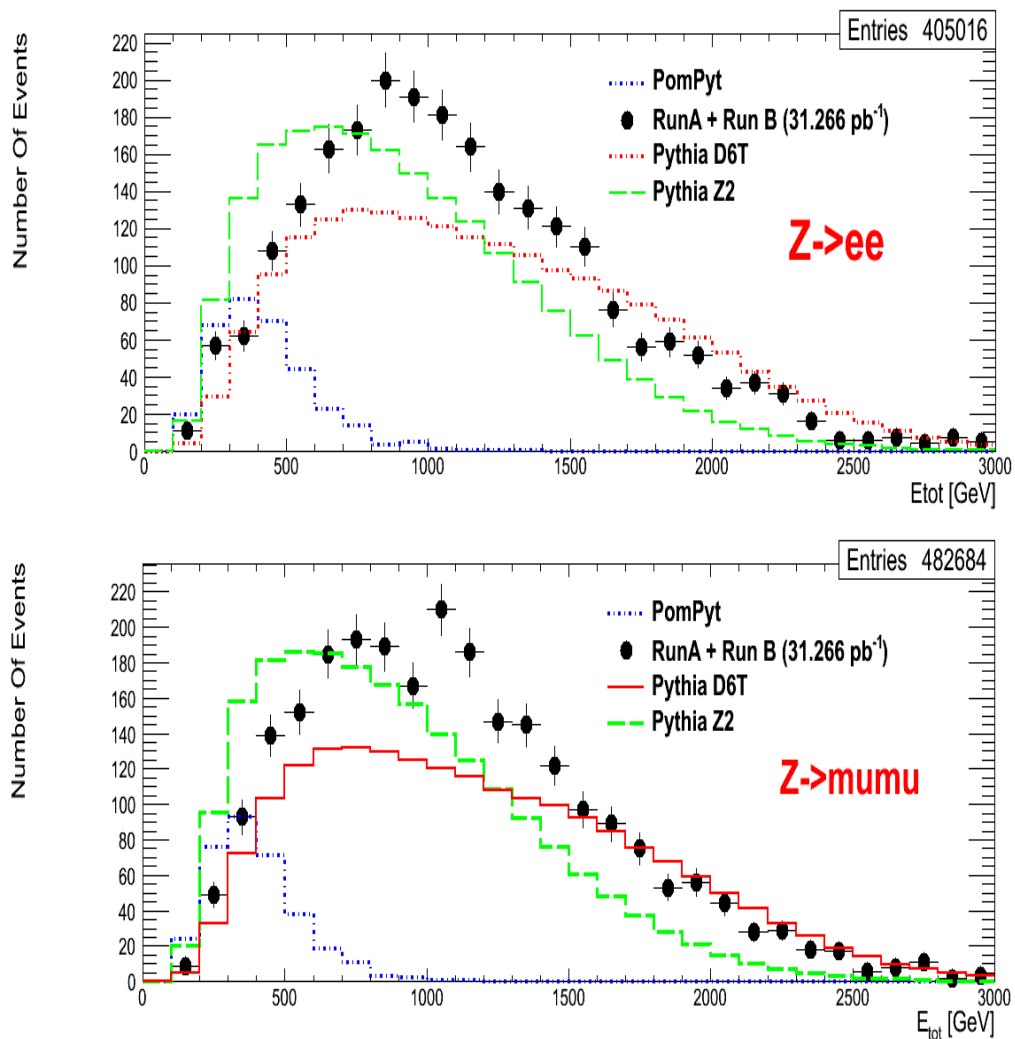 Entries 405016
Number Of Events
220
200
180
160
140
120
100
80
60
40
20
0
PomPyt
RunA + Run B (31.266 pb⁻¹)
Pythia D6T
Pythia Z2
Z->ee
0 500 1000 1500 2000 2500 3000
Etot [GeV]
Entries 482684
Number Of Events
220
200
180
160
140
120
100
80
60
40
20
0
PomPyt
RunA + Run B (31.266 pb⁻¹)
Pythia D6T
Pythia Z2
Z->mumu
0 500 1000 1500 2000 2500 3000
E_tot [GeV]